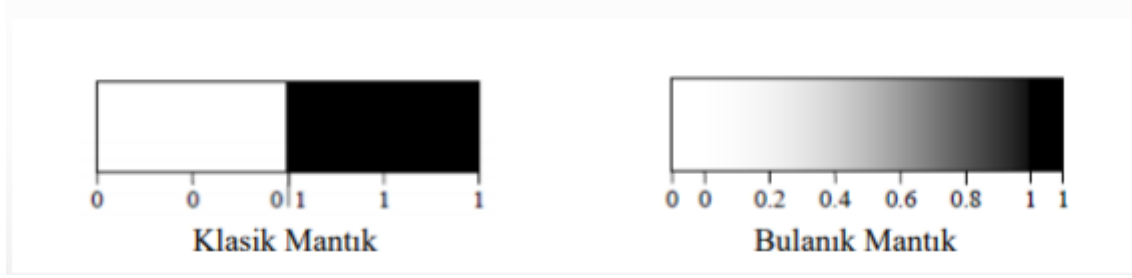 0 0 0 1 1 1
Klasik Mantık
0 0 0.2 0.4 0.6 0.8 1 1
Bulanık Mantık